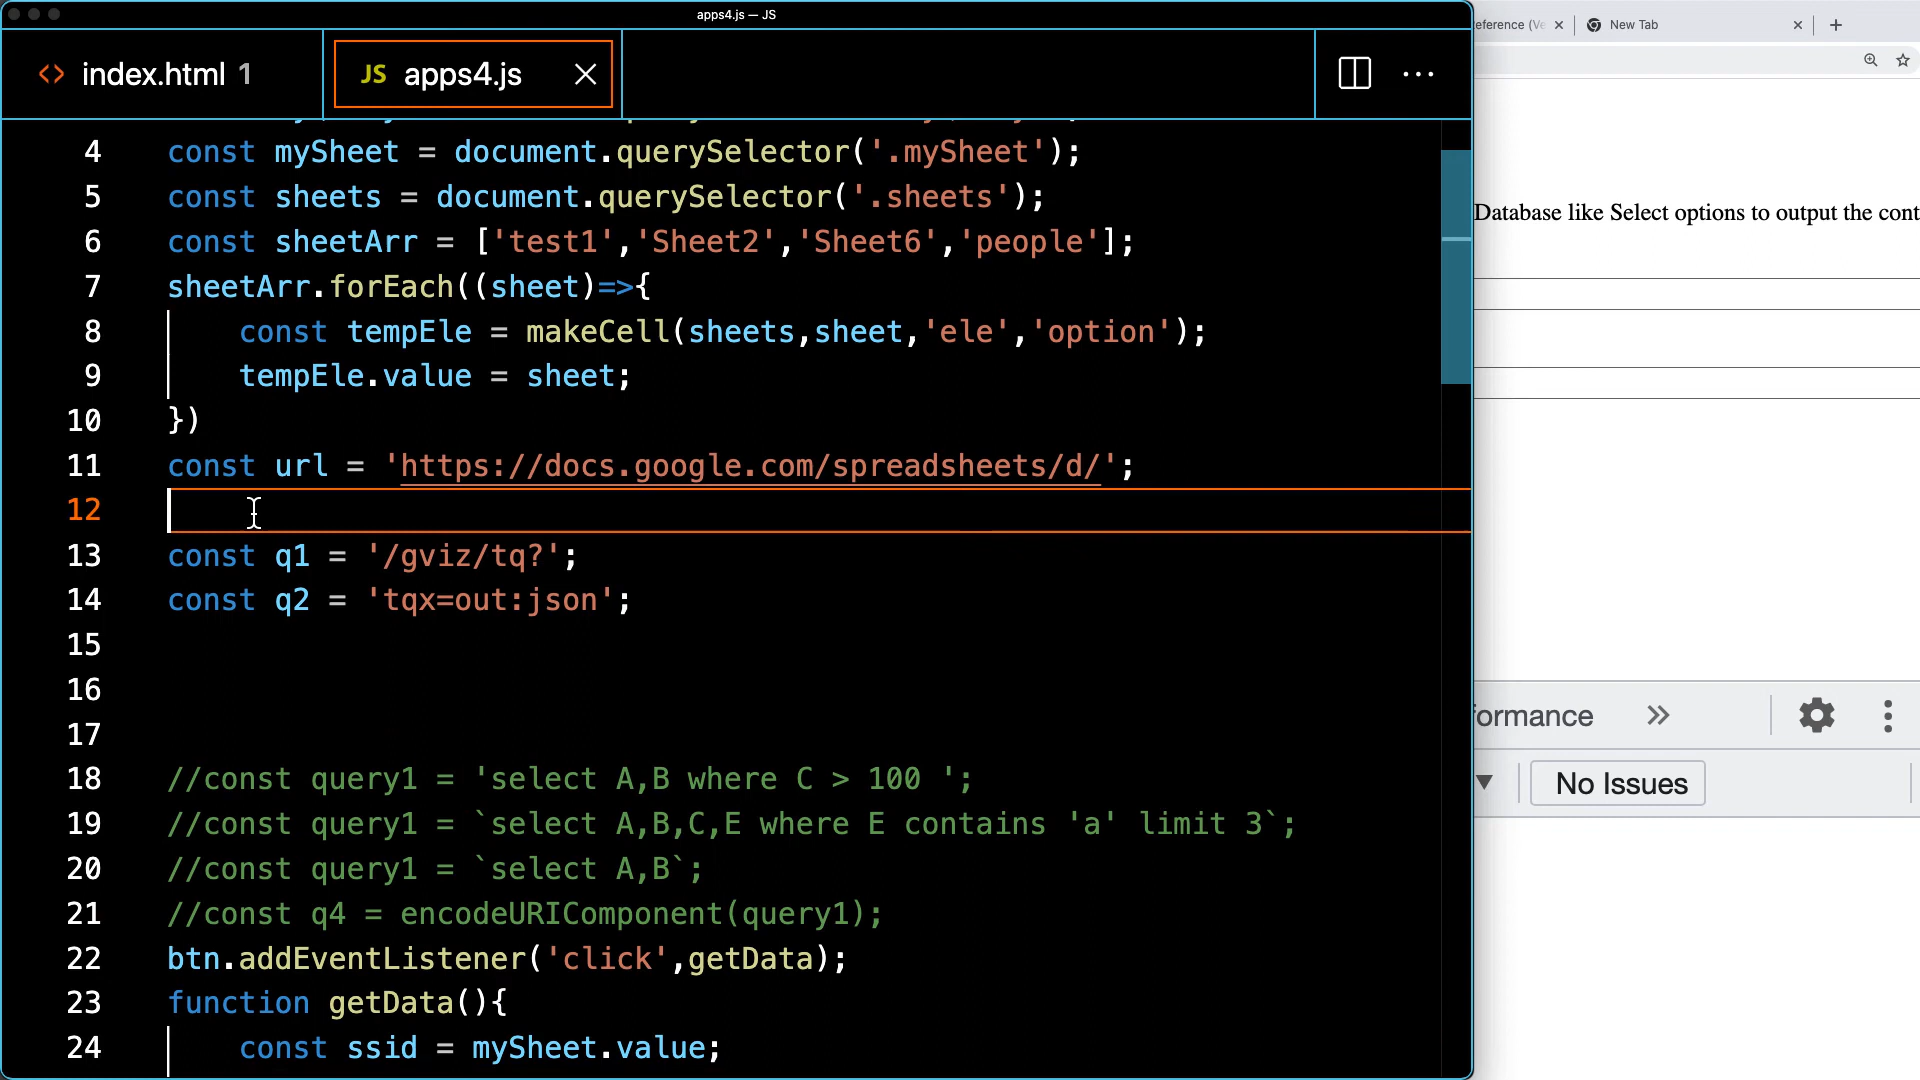 apps4.js — JS
eference (Ve
New Tab
<> index.html 1
JS apps4.js
4 const mySheet = document.querySelector('.mySheet');
5 const sheets = document.querySelector('.sheets');
6 const sheetArr = ['test1','Sheet2','Sheet6','people'];
7 sheetArr.forEach((sheet)=>{
8 const tempEle = makeCell(sheets,sheet,'ele','option');
9 tempEle.value = sheet;
10 })
11 const url = 'https://docs.google.com/spreadsheets/d/';
12
13 const q1 = '/gviz/tq?';
14 const q2 = 'tqx=out:json';
15
16
17
18 //const query1 = 'select A,B where C > 100 ';
19 //const query1 = `select A,B,C,E where E contains 'a' limit 3`;
20 //const query1 = `select A,B`;
21 //const q4 = encodeURIComponent(query1);
22 btn.addEventListener('click',getData);
23 function getData(){
24 const ssid = mySheet.value;
Database like Select options to output the cont
formance
No Issues